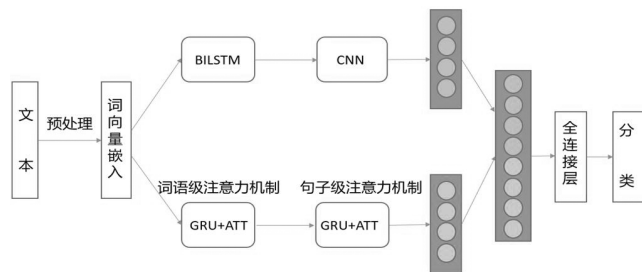 文本
预处理
词向量嵌入
BILSTM
CNN
词语级注意力机制
GRU+ATT
句子级注意力机制
GRU+ATT
全连接层
分类